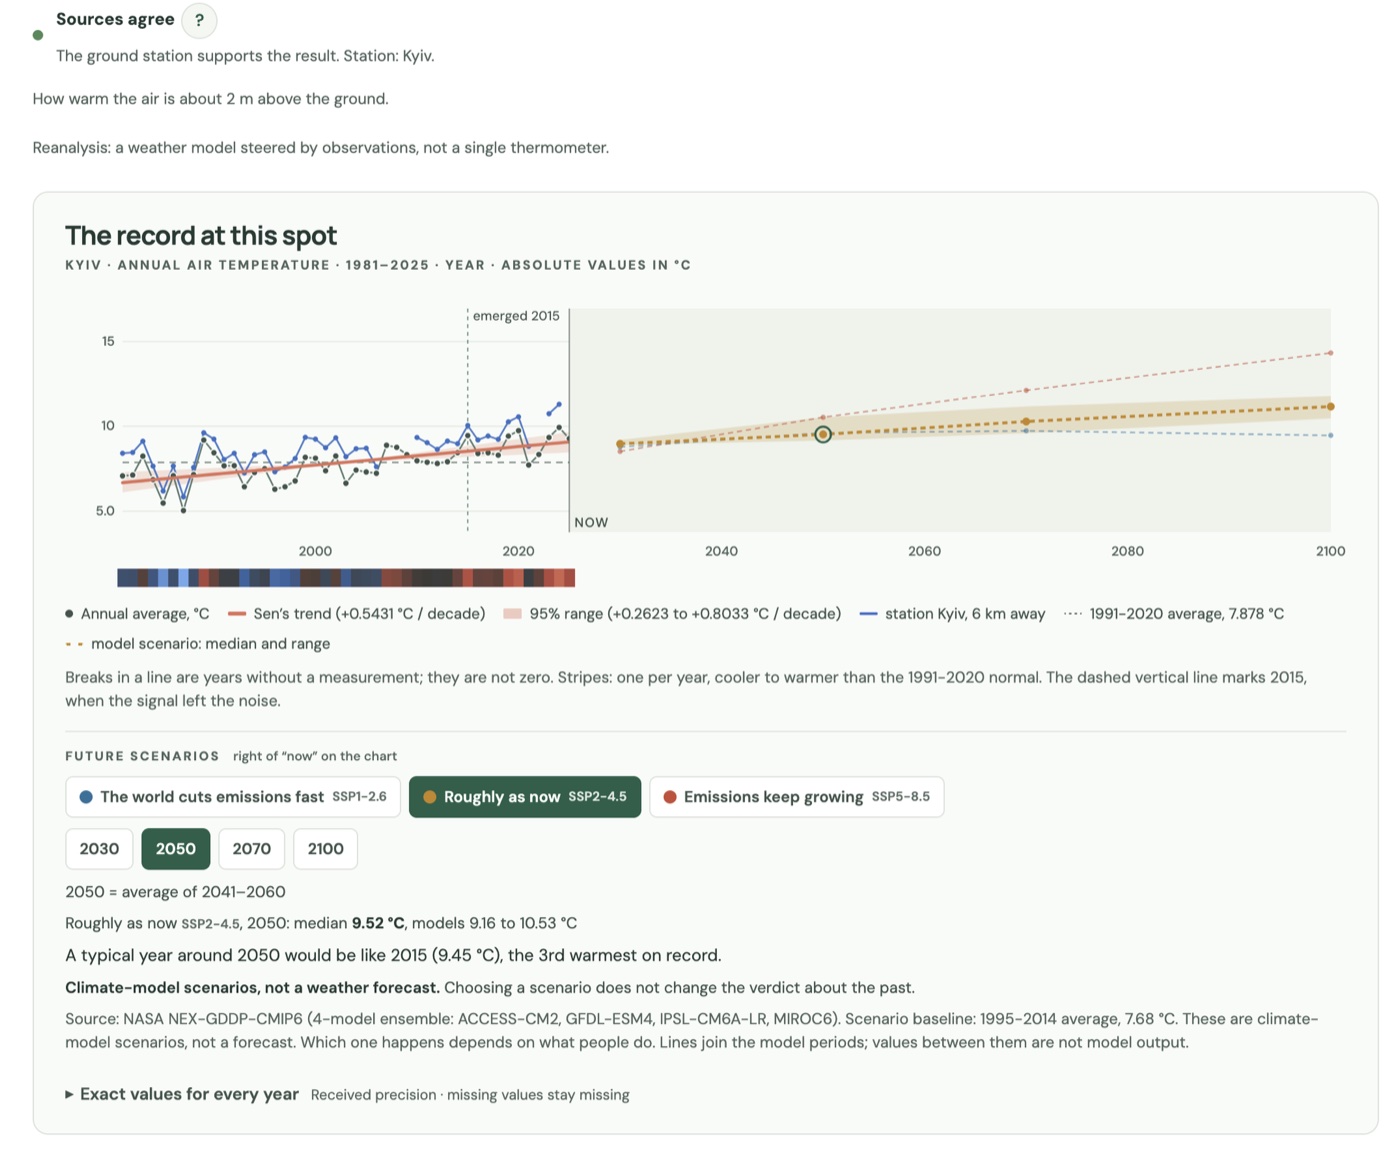 Sources agree ?
The ground station supports the result. Station: Kyiv.
How warm the air is about 2 m above the ground.
Reanalysis: a weather model steered by observations, not a single thermometer.
The record at this spot
KYIV · ANNUAL AIR TEMPERATURE · 1981–2025 · YEAR · ABSOLUTE VALUES IN °C
emerged 2015
15
10
5.0
NOW
2000 2020 2040 2060 2080 2100
Annual average, °C Sen's trend (+0.5431 °C / decade) 95% range (+0.2623 to +0.8033 °C / decade) station Kyiv, 6 km away 1991–2020 average, 7.878 °C
model scenario: median and range
Breaks in a line are years without a measurement; they are not zero. Stripes: one per year, cooler to warmer than the 1991–2020 normal. The dashed vertical line marks 2015,
when the signal left the noise.
FUTURE SCENARIOS right of “now” on the chart
The world cuts emissions fast SSP1-2.6 Roughly as now SSP2-4.5 Emissions keep growing SSP5-8.5
2030 2050 2070 2100
2050 = average of 2041–2060
Roughly as now SSP2-4.5, 2050: median 9.52 °C, models 9.16 to 10.53 °C
A typical year around 2050 would be like 2015 (9.45 °C), the 3rd warmest on record.
Climate-model scenarios, not a weather forecast. Choosing a scenario does not change the verdict about the past.
Source: NASA NEX-GDDP-CMIP6 (4-model ensemble: ACCESS-CM2, GFDL-ESM4, IPSL-CM6A-LR, MIROC6). Scenario baseline: 1995–2014 average, 7.68 °C. These are climate-
model scenarios, not a forecast. Which one happens depends on what people do. Lines join the model periods; values between them are not model output.
▸ Exact values for every year Received precision · missing values stay missing